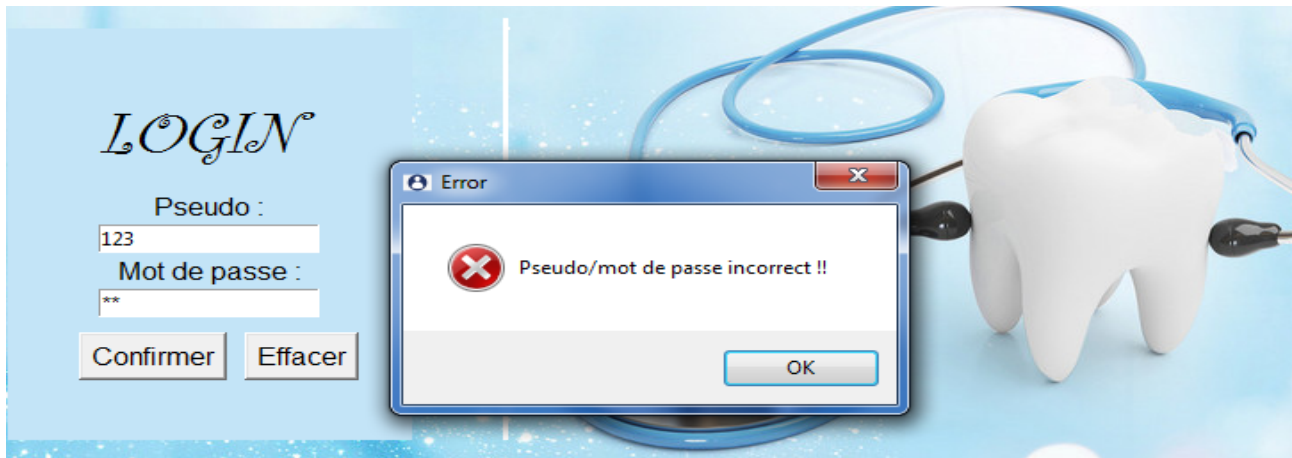 LOGIN
Pseudo :
123
Mot de passe :
**
Confirmer Effacer
Error
Pseudo/mot de passe incorrect !!
OK